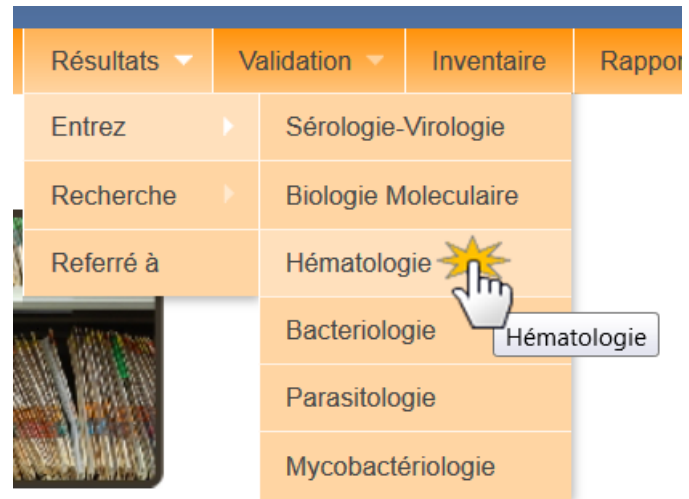 Résultats Validation Inventaire Rappor
Entrez Sérologie-Virologie
Recherche Biologie Moleculaire
Referré à Hématologie
Bacteriologie
Hématologie
Parasitologie
Mycobactériologie